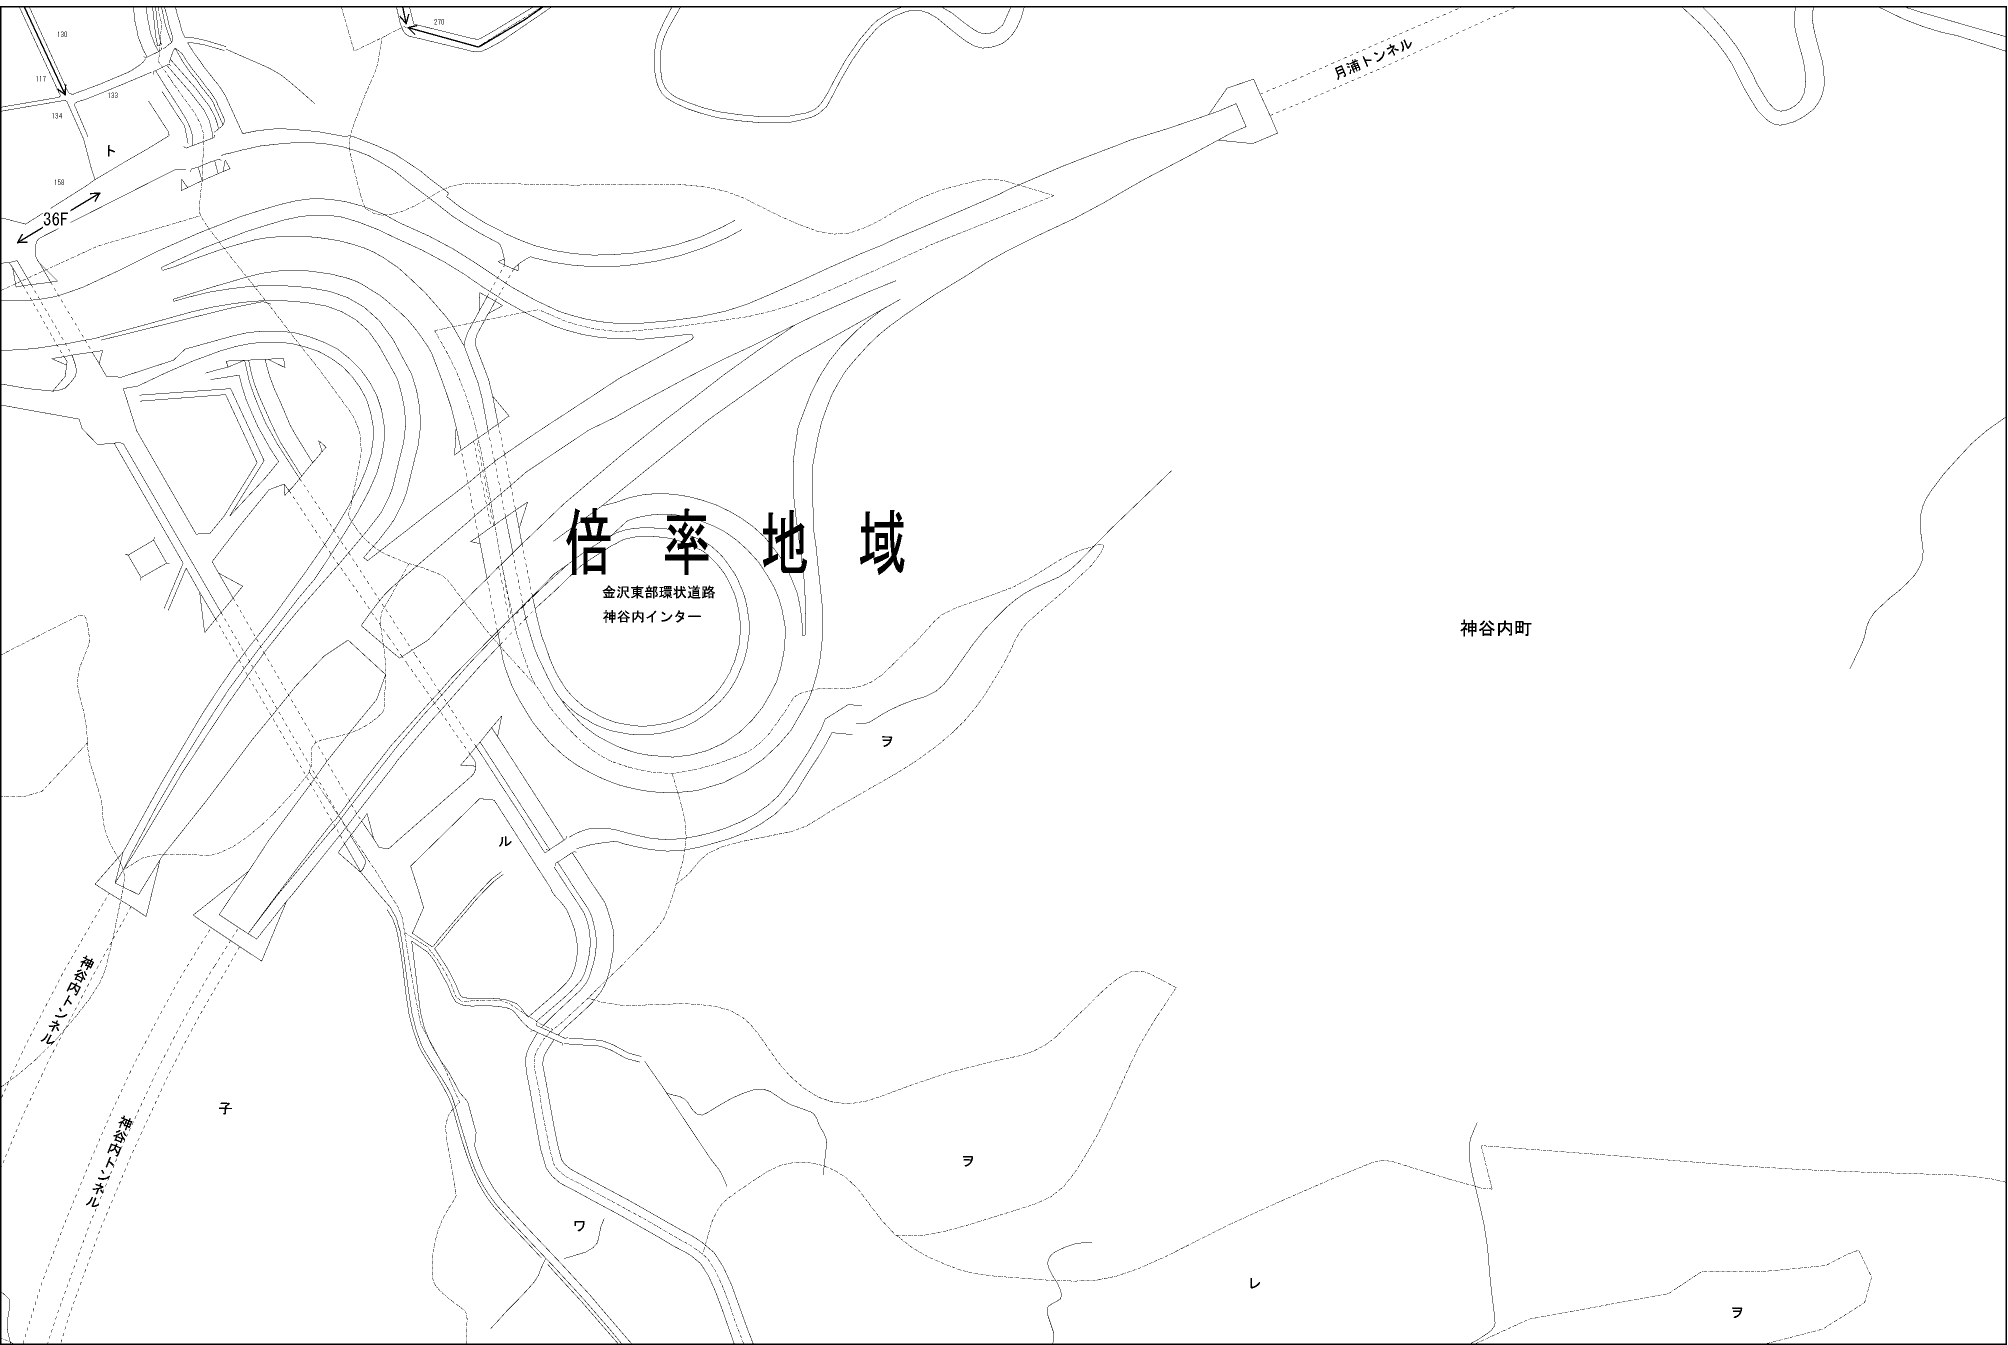 130
270
117
133
134
ト
158
36F
月浦トンネル
倍率地域
金沢東部環状道路
神谷内インター
神谷内町
ヲ
ル
神谷内トンネル
子
神谷内トンネル
ヲ
ワ
レ
ヲ